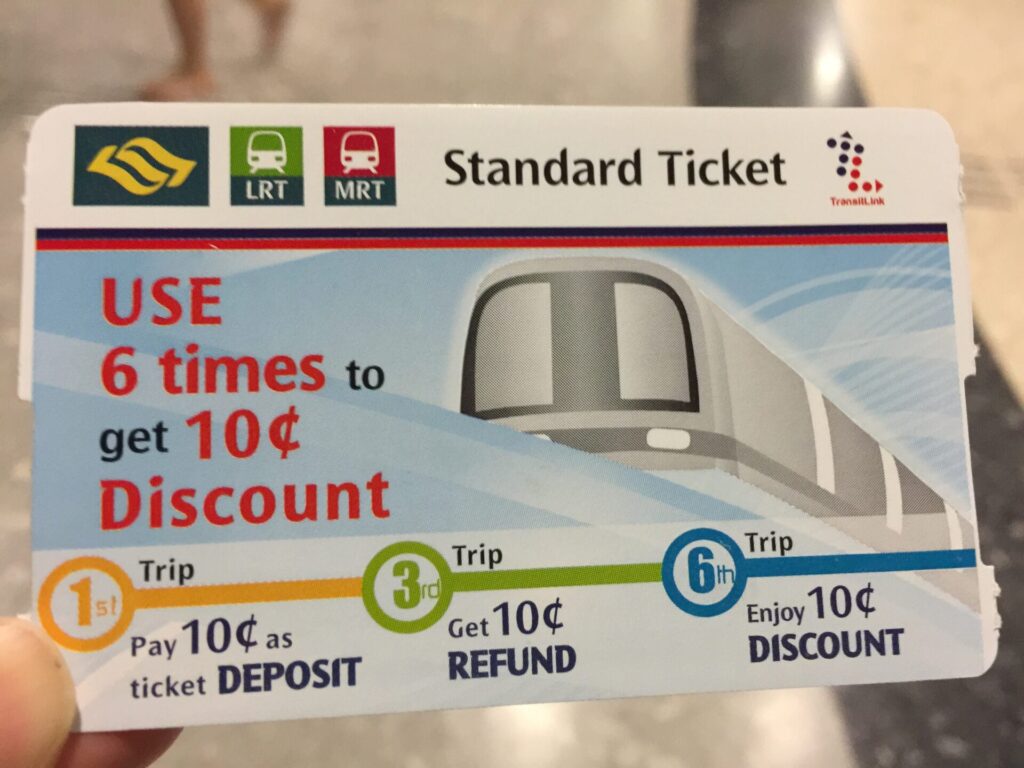 LRT
MRT
Standard Ticket
TransitLink
USE
6 times to
get 10¢
Discount
1st Trip
Pay 10¢ as
ticket DEPOSIT
3rd Trip
Get 10¢
REFUND
6th Trip
Enjoy 10¢
DISCOUNT